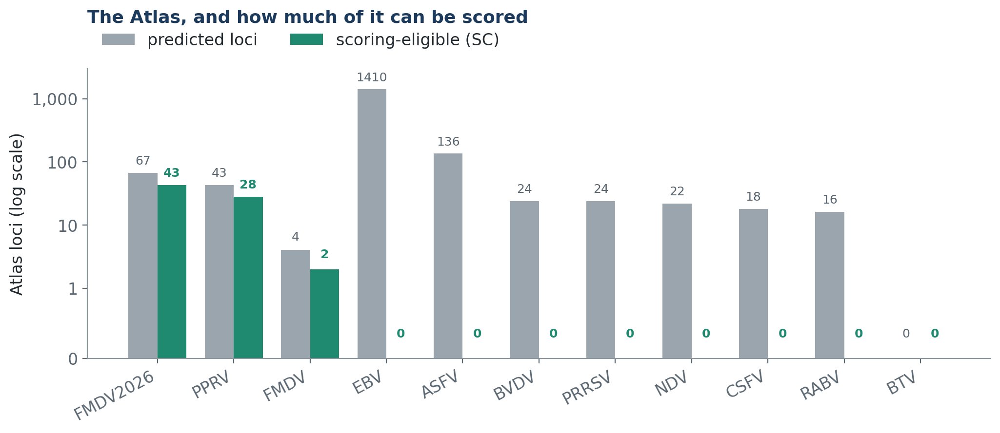 The Atlas, and how much of it can be scored
predicted loci
scoring-eligible (SC)
Atlas loci (log scale)
1,000
100
10
1
0
67
43
43
28
4
2
1410
0
136
0
24
0
24
0
22
0
18
0
16
0
0
0
FMDV2026
PPRV
FMDV
EBV
ASFV
BVDV
PRRSV
NDV
CSFV
RABV
BTV